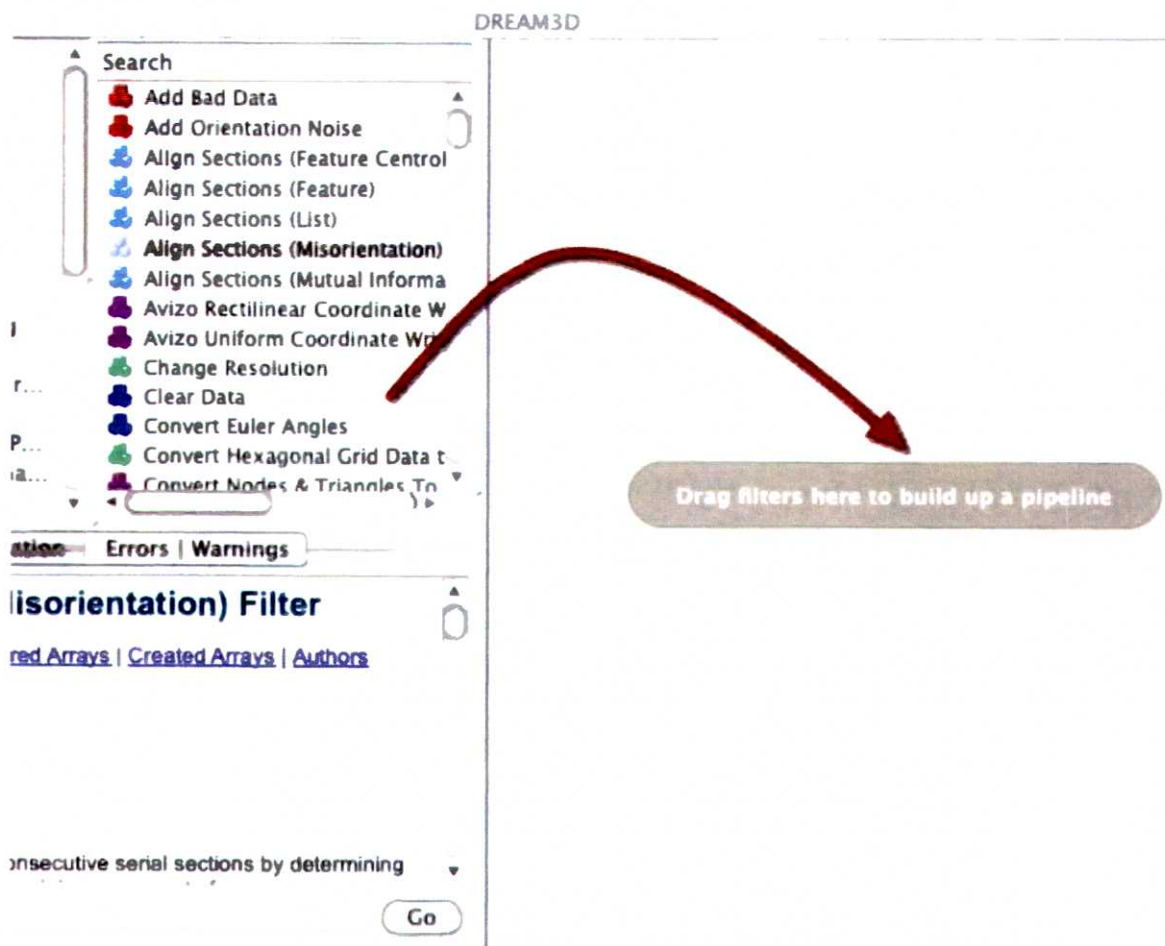 DREAM3D
Search
Add Bad Data
Add Orientation Noise
Align Sections (Feature Control
Align Sections (Feature)
Align Sections (List)
Align Sections (Misorientation)
Align Sections (Mutual Informa
Avizo Rectilinear Coordinate W
Avizo Uniform Coordinate Wri
Change Resolution
r...
Clear Data
Convert Euler Angles
P...
Convert Hexagonal Grid Data t
Convert Nodes & Triangles To
Drag filters here to build up a pipeline
Errors | Warnings
isorientation) Filter
red Arrays | Created Arrays | Authors
onsecutive serial sections by determining
Go